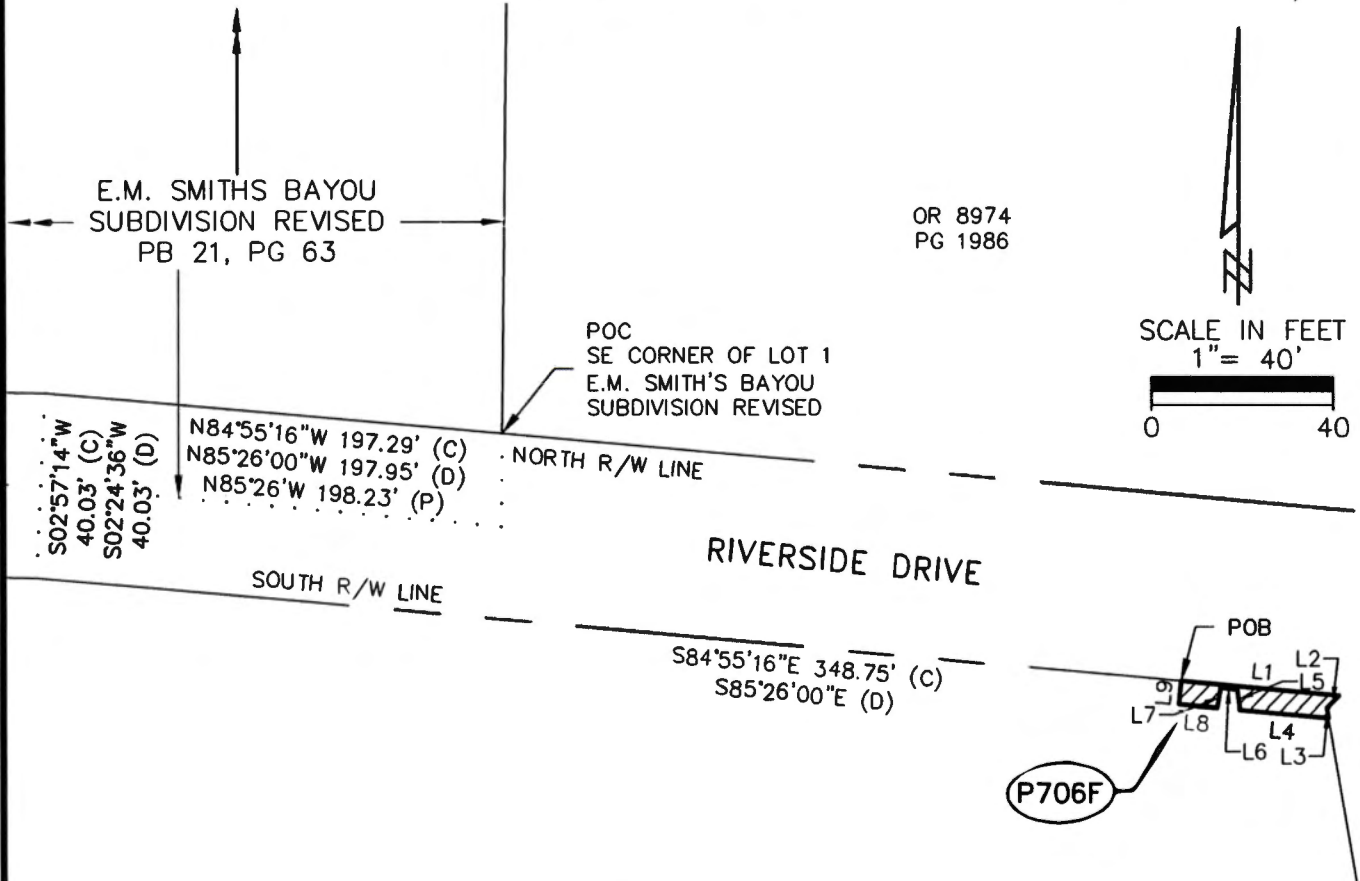 E.M. SMITHS BAYOU
SUBDIVISION REVISED
PB 21, PG 63
OR 8974
PG 1986
N
SCALE IN FEET
1"= 40'
0 40
POC
SE CORNER OF LOT 1
E.M. SMITH'S BAYOU
SUBDIVISION REVISED
S02°57'14"W
40.03' (C)
S02°24'36"W
40.03' (D)
N84°55'16"W 197.29' (C)
N85°26'00"W 197.95' (D)
N85°26'W 198.23' (P)
NORTH R/W LINE
RIVERSIDE DRIVE
SOUTH R/W LINE
S84°55'16"E 348.75' (C)
S85°26'00"E (D)
POB
L1
L2
L5
L9
L7
L8
L4
L6
L3
P706F